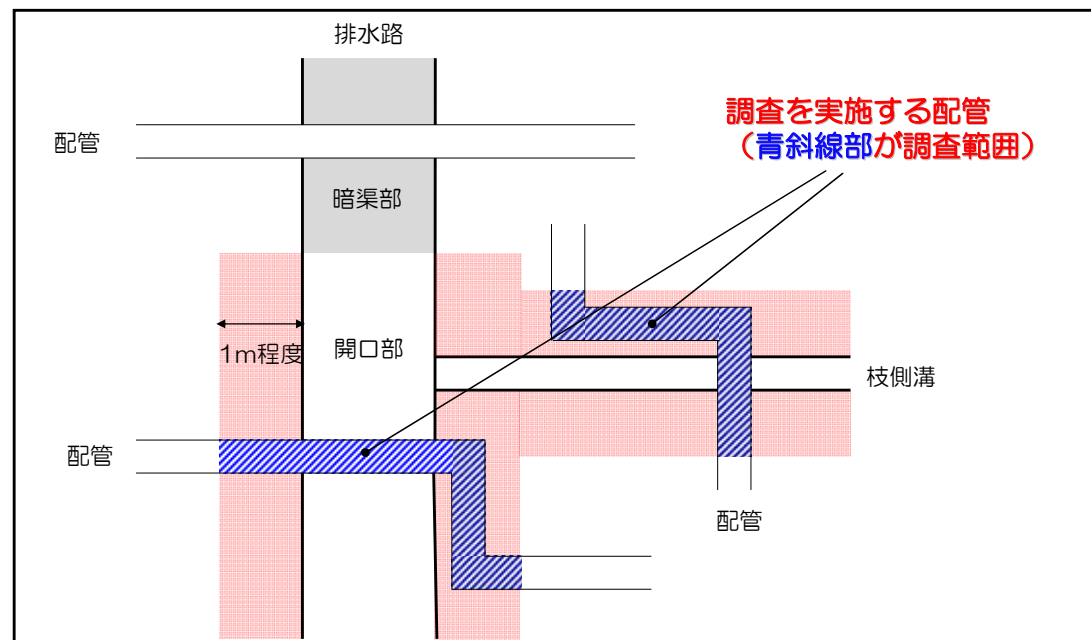 排水路
調査を実施する配管
(青斜線部が調査範囲)
配管
暗渠部
1m程度
開口部
枝側溝
配管
配管